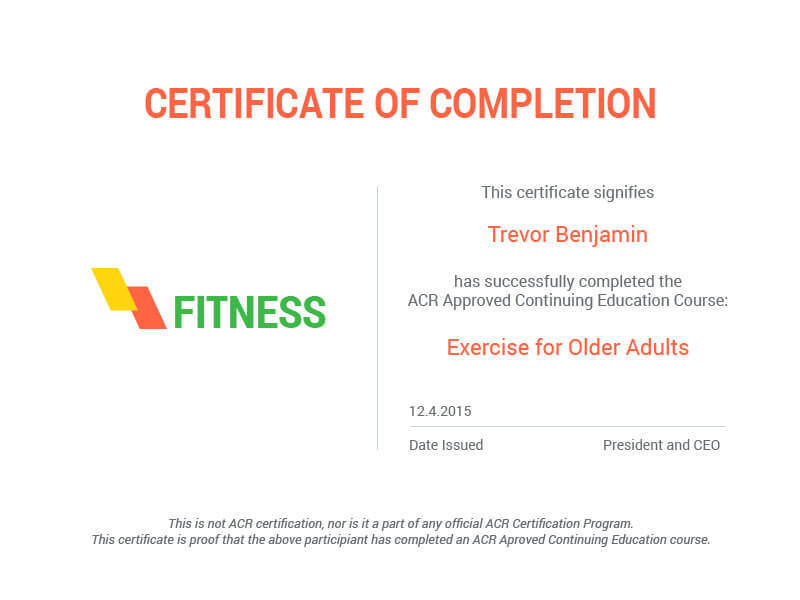 CERTIFICATE OF COMPLETION
FITNESS
This certificate signifies
Trevor Benjamin
has successfully completed the
ACR Approved Continuing Education Course:
Exercise for Older Adults
12.4.2015
Date Issued President and CEO
This is not ACR certification, nor is it a part of any official ACR Certification Program.
This certificate is proof that the above participiant has completed an ACR Aproved Continuing Education course.